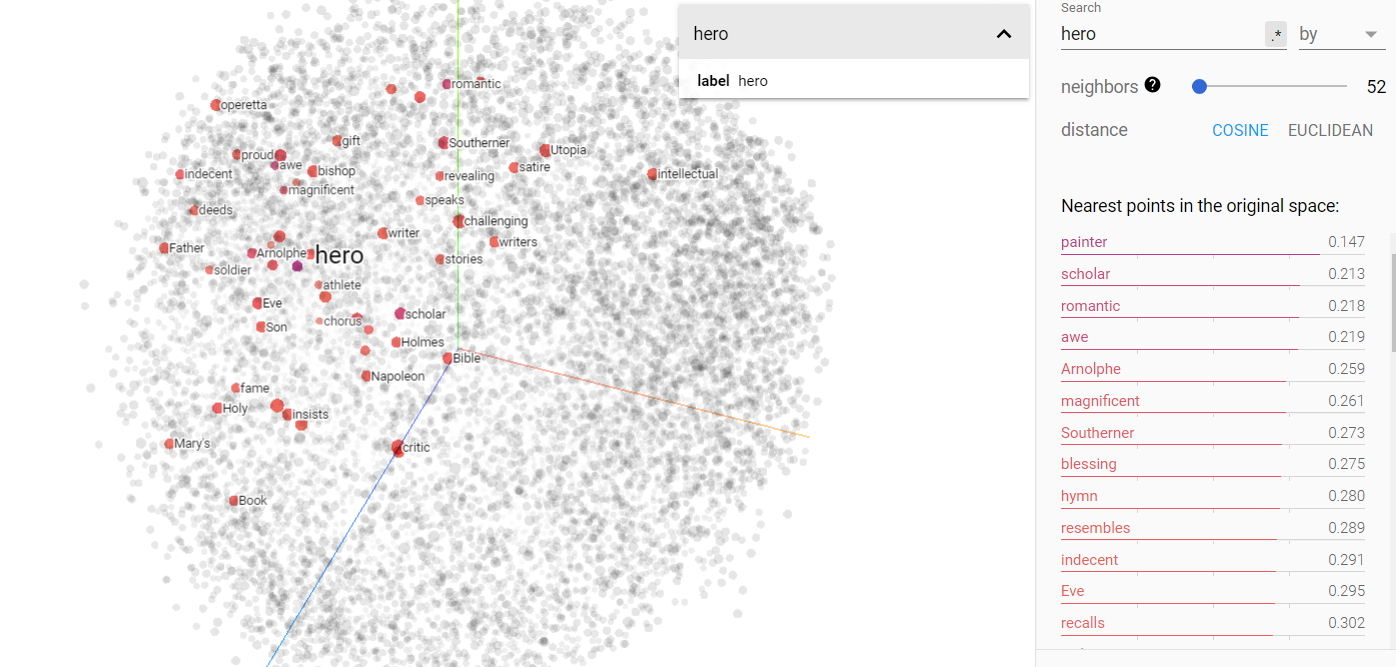 hero
label hero
Search
hero .* by
neighbors ? 52
distance COSINE EUCLIDEAN
Nearest points in the original space:
painter 0.147
scholar 0.213
romantic 0.218
awe 0.219
Arnolphe 0.259
magnificent 0.261
Southerner 0.273
blessing 0.275
hymn 0.280
resembles 0.289
indecent 0.291
Eve 0.295
recalls 0.302
romantic
operetta
gift
Southerner
Utopia
proud
awe
bishop
satire
indecent
revealing
intellectual
magnificent
speaks
deeds
challenging
writer
writers
Father
Arnolphe
hero
stories
soldier
athlete
Eve
scholar
Son
chorus
Holmes
Bible
Napoleon
fame
Holy
insists
Mary's
critic
Book